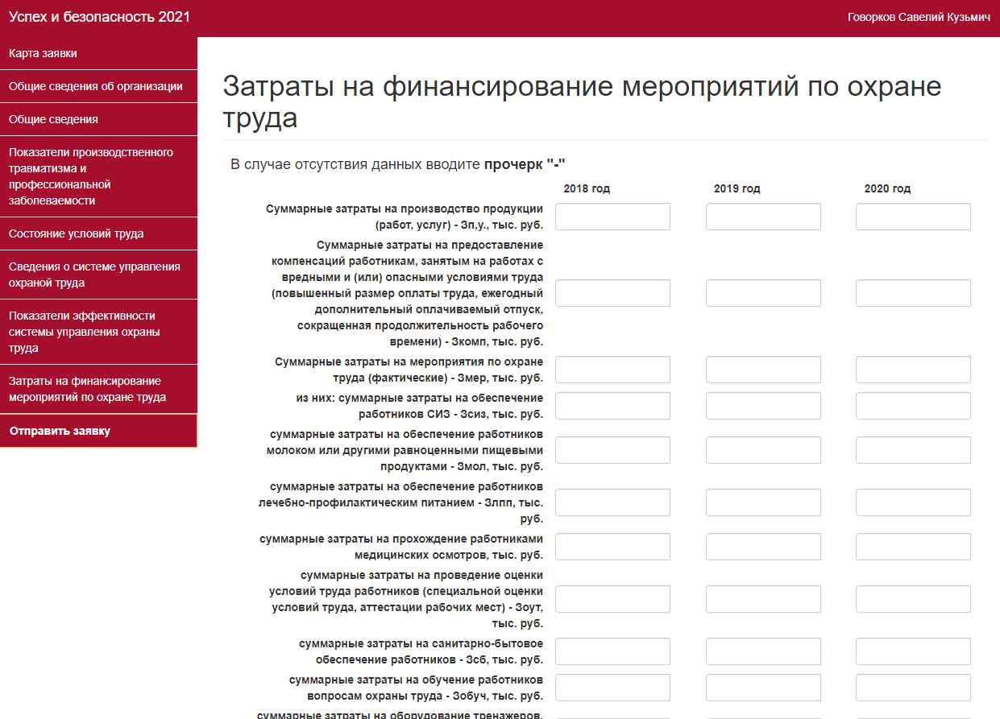 Успех и безопасность 2021
Говорков Савелий Кузьмич
Карта заявки
Общие сведения об организации
Общие сведения
Показатели производственного
травматизма и
профессиональной
заболеваемости
Состояние условий труда
Сведения о системе управления
охраной труда
Показатели эффективности
системы управления охраны
труда
Затраты на финансирование
мероприятий по охране труда
Отправить заявку
Затраты на финансирование мероприятий по охране
труда
В случае отсутствия данных вводите прочерк "-"
2018 год 2019 год 2020 год
Суммарные затраты на производство продукции
(работ, услуг) - Зп,у., тыс. руб.
Суммарные затраты на предоставление
компенсаций работникам, занятым на работах с
вредными и (или) опасными условиями труда
(повышенный размер оплаты труда, ежегодный
дополнительный оплачиваемый отпуск,
сокращенная продолжительность рабочего
времени) - Зкомп, тыс. руб.
Суммарные затраты на мероприятия по охране
труда (фактические) - Змер, тыс. руб.
из них: суммарные затраты на обеспечение
работников СИЗ - Зсиз, тыс. руб.
суммарные затраты на обеспечение работников
молоком или другими равноценными пищевыми
продуктами - Змол, тыс. руб.
суммарные затраты на обеспечение работников
лечебно-профилактическим питанием - Злпп, тыс.
руб.
суммарные затраты на прохождение работниками
медицинских осмотров, тыс. руб.
суммарные затраты на проведение оценки
условий труда работников (специальной оценки
условий труда, аттестации рабочих мест) - Зоут,
тыс. руб.
суммарные затраты на санитарно-бытовое
обеспечение работников - Зсб, тыс. руб.
суммарные затраты на обучение работников
вопросам охраны труда - Зобуч, тыс. руб.
суммарные затраты на оборудование тренажеров,